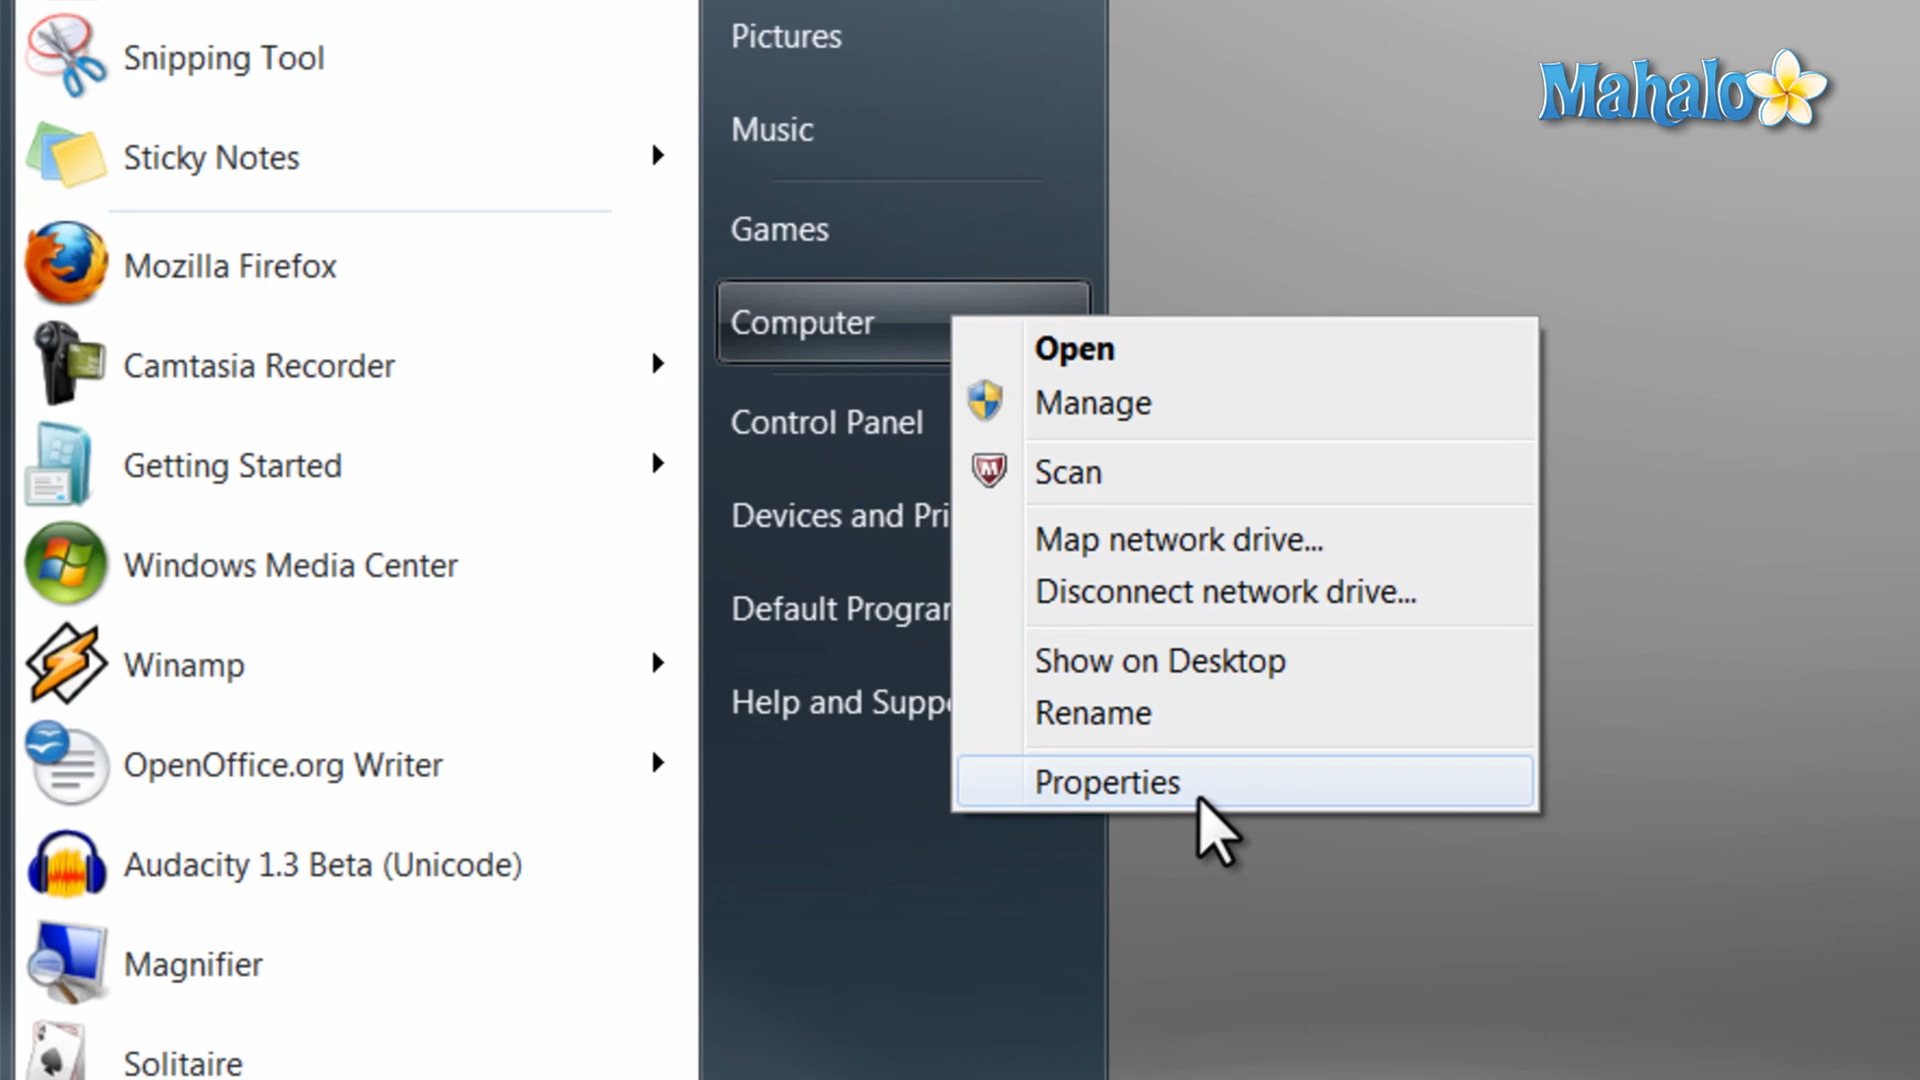 Snipping Tool
Sticky Notes
Mozilla Firefox
Camtasia Recorder
Getting Started
Windows Media Center
Winamp
OpenOffice.org Writer
Audacity 1.3 Beta (Unicode)
Magnifier
Solitaire
Pictures
Music
Games
Computer
Control Panel
Devices and Pri
Default Program
Help and Suppo
Open
Manage
Scan
Map network drive...
Disconnect network drive...
Show on Desktop
Rename
Properties
Mahalo